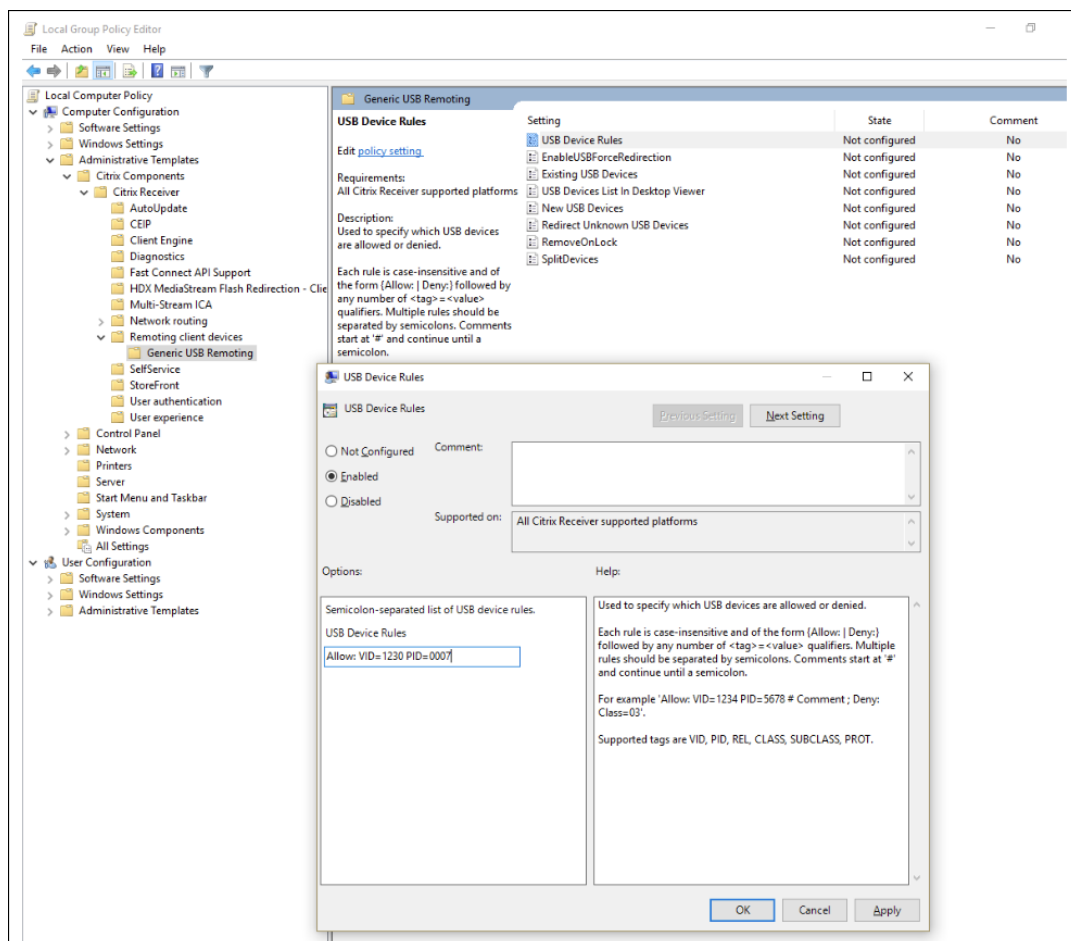 Local Group Policy Editor
File Action View Help
Local Computer Policy
Computer Configuration
Software Settings
Windows Settings
Administrative Templates
Citrix Components
Citrix Receiver
AutoUpdate
CEIP
Client Engine
Diagnostics
Fast Connect API Support
HDX MediaStream Flash Redirection - Clie
Multi-Stream ICA
Network routing
Remoting client devices
Generic USB Remoting
SelfService
StoreFront
User authentication
User experience
Control Panel
Network
Printers
Server
Start Menu and Taskbar
System
Windows Components
All Settings
User Configuration
Software Settings
Windows Settings
Administrative Templates
Generic USB Remoting
USB Device Rules
Edit policy setting
Requirements:
All Citrix Receiver supported platforms
Description:
Used to specify which USB devices
are allowed or denied.
Each rule is case-insensitive and of
the form {Allow: | Deny:} followed by
any number of <tag>=<value>
qualifiers. Multiple rules should be
separated by semicolons. Comments
start at '#' and continue until a
semicolon.
Setting State Comment
USB Device Rules Not configured No
EnableUSBForceRedirection Not configured No
Existing USB Devices Not configured No
USB Devices List In Desktop Viewer Not configured No
New USB Devices Not configured No
Redirect Unknown USB Devices Not configured No
RemoveOnLock Not configured No
SplitDevices Not configured No
USB Device Rules
USB Device Rules
Previous Setting Next Setting
Not Configured
Enabled
Disabled
Comment:
Supported on: All Citrix Receiver supported platforms
Options:
Semicolon-separated list of USB device rules.
USB Device Rules
Allow: VID=1230 PID=0007
Help:
Used to specify which USB devices are allowed or denied.
Each rule is case-insensitive and of the form {Allow: | Deny:}
followed by any number of <tag>=<value> qualifiers. Multiple
rules should be separated by semicolons. Comments start at '#'
and continue until a semicolon.
For example 'Allow: VID=1234 PID=5678 # Comment ; Deny:
Class=03'.
Supported tags are VID, PID, REL, CLASS, SUBCLASS, PROT.
OK Cancel Apply